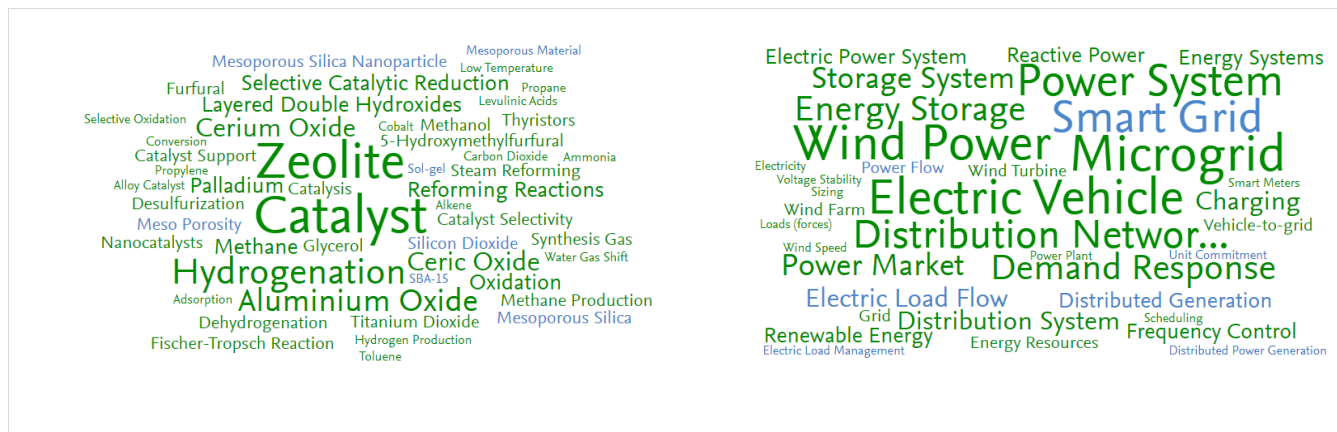 Mesoporous Material
Mesoporous Silica Nanoparticle
Low Temperature
Furfural
Selective Catalytic Reduction
Propane
Layered Double Hydroxides
Levulinic Acids
Selective Oxidation
Cerium Oxide
Cobalt
Methanol
Thyristors
Conversion
5-Hydroxymethylfurfural
Catalyst Support
Zeolite
Carbon Dioxide
Ammonia
Propylene
Sol-gel
Steam Reforming
Alloy Catalyst
Palladium
Catalysis
Reforming Reactions
Desulfurization
Alkene
Meso Porosity
Catalyst
Catalyst Selectivity
Nanocatalysts
Methane
Glycerol
Silicon Dioxide
Synthesis Gas
Water Gas Shift
Hydrogenation
Ceric Oxide
SBA-15
Oxidation
Adsorption
Aluminium Oxide
Methane Production
Dehydrogenation
Titanium Dioxide
Mesoporous Silica
Fischer-Tropsch Reaction
Hydrogen Production
Toluene
Electric Power System
Reactive Power
Energy Systems
Storage System
Power System
Energy Storage
Smart Grid
Wind Power
Microgrid
Electricity
Power Flow
Wind Turbine
Voltage Stability
Sizing
Electric Vehicle
Smart Meters
Charging
Wind Farm
Loads (forces)
Vehicle-to-grid
Distribution Networ...
Wind Speed
Power Plant
Unit Commitment
Power Market
Demand Response
Electric Load Flow
Distributed Generation
Grid
Distribution System
Scheduling
Renewable Energy
Energy Resources
Frequency Control
Electric Load Management
Distributed Power Generation